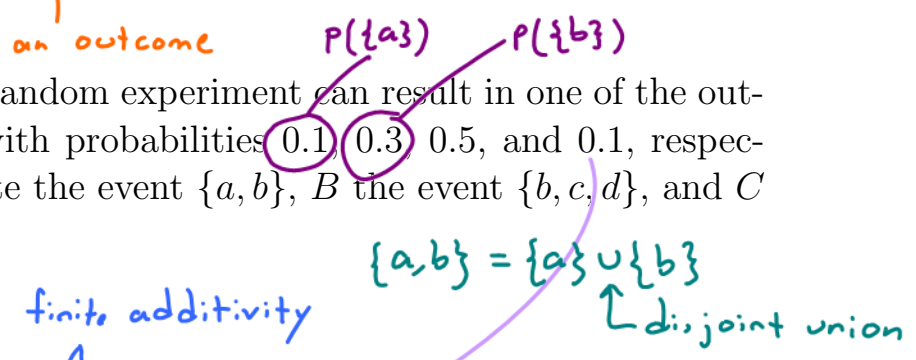 an outcome P({a}) P({b})
andom experiment can result in one of the out-
ith probabilities 0.1, 0.3, 0.5, and 0.1, respec-
e the event {a, b}, B the event {b, c, d}, and C
{a,b} = {a} ∪ {b}
finite additivity
disjoint union